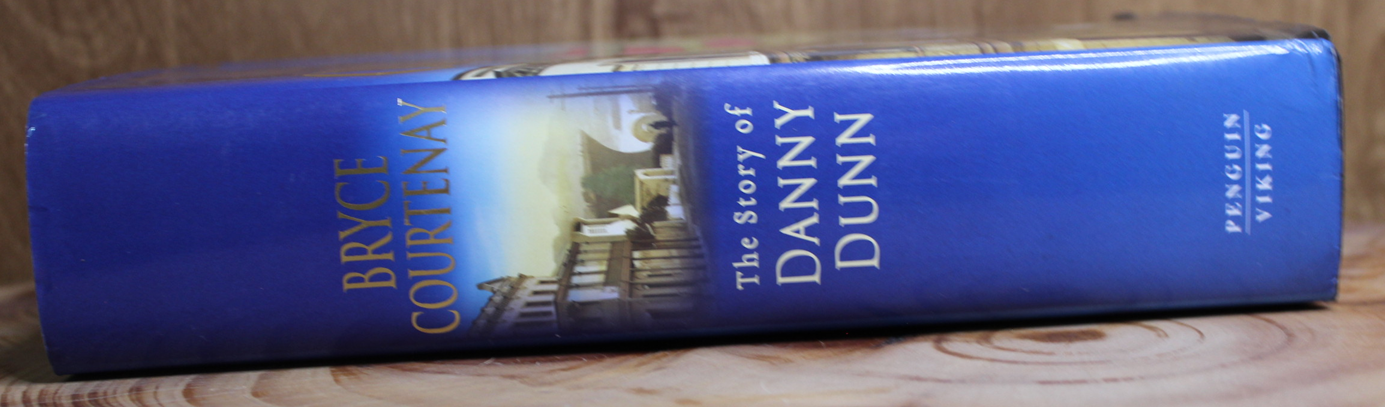 BRYCE
COURTENAY
The Story of
DANNY
DUNN
PENGUIN
VIKING